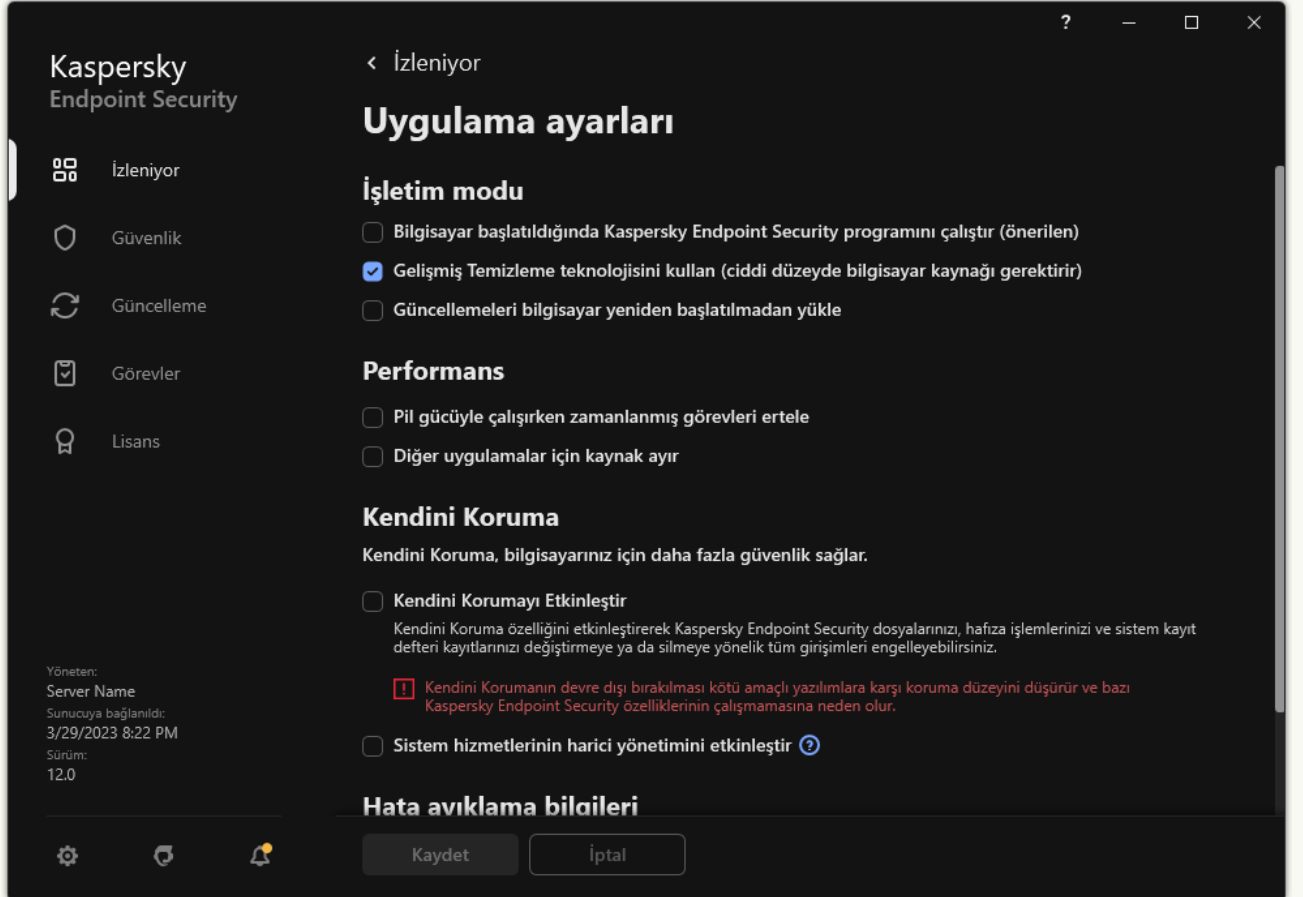 Kaspersky
Endpoint Security
İzleniyor
Güvenlik
Güncelleme
Görevler
Lisans
Yöneten:
Server Name
Sunucuya bağlanıldı:
3/29/2023 8:22 PM
Sürüm:
12.0
?
İzleniyor
Uygulama ayarları
İşletim modu
Bilgisayar başlatıldığında Kaspersky Endpoint Security programını çalıştır (önerilen)
Gelişmiş Temizleme teknolojisini kullan (ciddi düzeyde bilgisayar kaynağı gerektirir)
Güncellemeleri bilgisayar yeniden başlatılmadan yükle
Performans
Pil gücüyle çalışırken zamanlanmış görevleri ertele
Diğer uygulamalar için kaynak ayır
Kendini Koruma
Kendini Koruma, bilgisayarınız için daha fazla güvenlik sağlar.
Kendini Korumayı Etkinleştir
Kendini Koruma özelliğini etkinleştirerek Kaspersky Endpoint Security dosyalarınızı, hafıza işlemlerinizi ve sistem kayıt
defteri kayıtlarınızı değiştirmeye ya da silmeye yönelik tüm girişimleri engelleyebilirsiniz.
Kendini Korumanın devre dışı bırakılması kötü amaçlı yazılımlara karşı koruma düzeyini düşürür ve bazı
Kaspersky Endpoint Security özelliklerinin çalışmamasına neden olur.
Sistem hizmetlerinin harici yönetimini etkinleştir ?
Hata ayıklama bilgileri
Kaydet
İptal